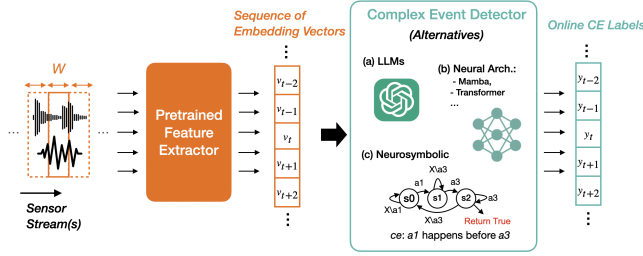 W
...
...
Sensor
Stream(s)
Pretrained
Feature
Extractor
Sequence of
Embedding Vectors
v_{t−2}
v_{t−1}
v_t
v_{t+1}
v_{t+2}
Complex Event Detector
(Alternatives)
(a) LLMs
(b) Neural Arch.:
- Mamba,
- Transformer
...
(c) Neurosymbolic
X\a3
a1
a3
s0
s1
s2
X\a1
X\a3
a3
Return True
ce: a1 happens before a3
Online CE Labels
y_{t−2}
y_{t−1}
y_t
y_{t+1}
y_{t+2}